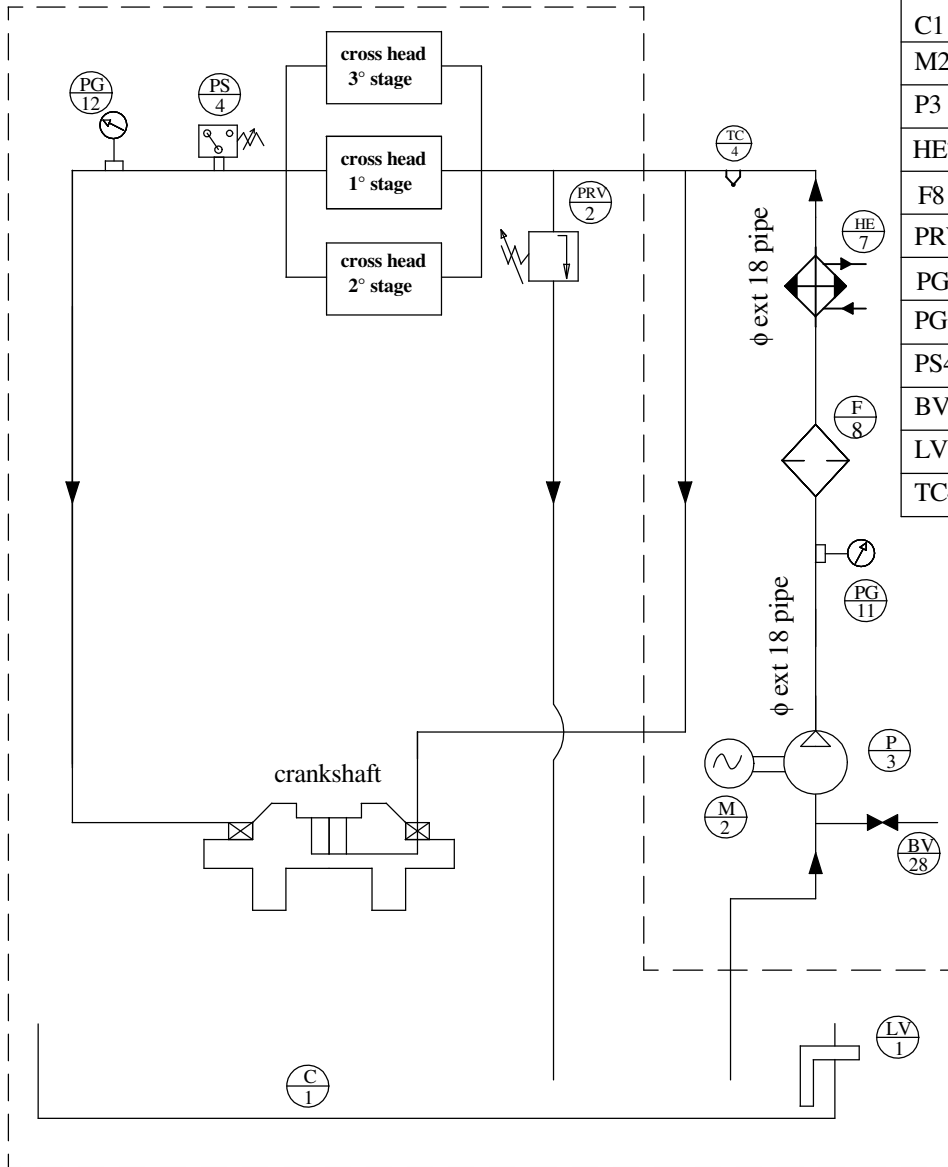 cross head
3° stage
PG
12
PS
4
cross head
1° stage
TC
4
PRV
2
cross head
2° stage
ϕ ext 18 pipe
HE
7
F
8
PG
11
ϕ ext 18 pipe
P
3
M
2
BV
28
crankshaft
LV
1
C
1
C1
M2
P3
HE
F8
PRV
PG
PG
PS4
BV
LV
TC